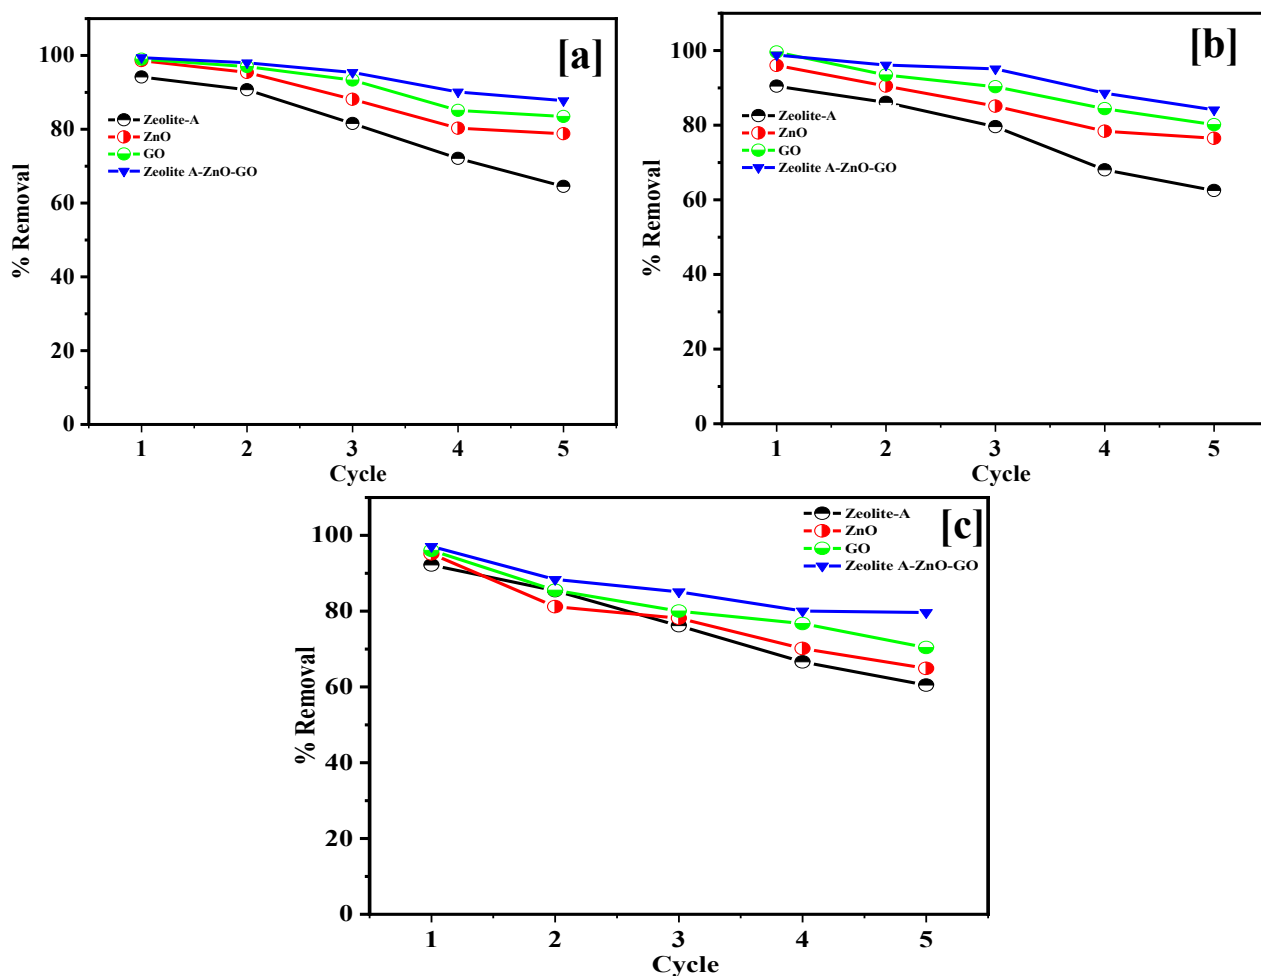 [a]
100
80
60
40
20
0
% Removal
Zeolite-A
ZnO
GO
Zeolite A-ZnO-GO
1 2 3 4 5
Cycle
[b]
100
80
60
40
20
0
% Removal
Zeolite-A
ZnO
GO
Zeolite A-ZnO-GO
1 2 3 4 5
Cycle
[c]
100
80
60
40
20
0
% Removal
Zeolite-A
ZnO
GO
Zeolite A-ZnO-GO
1 2 3 4 5
Cycle